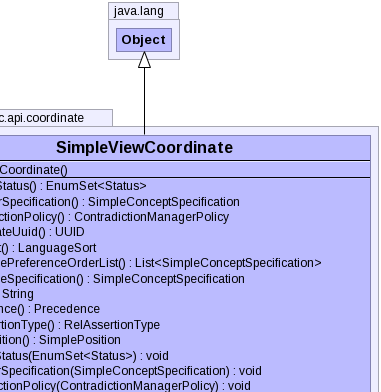 java.lang
Object
c.api.coordinate
SimpleViewCoordinate
Coordinate()
Status() : EnumSet<Status>
rSpecification() : SimpleConceptSpecification
ctionPolicy() : ContradictionManagerPolicy
ateUuid() : UUID
t() : LanguageSort
ePreferenceOrderList() : List<SimpleConceptSpecification>
eSpecification() : SimpleConceptSpecification
String
nce() : Precedence
rtionType() : RelAssertionType
ition() : SimplePosition
Status(EnumSet<Status>) : void
rSpecification(SimpleConceptSpecification) : void
ctionPolicy(ContradictionManagerPolicy) : void